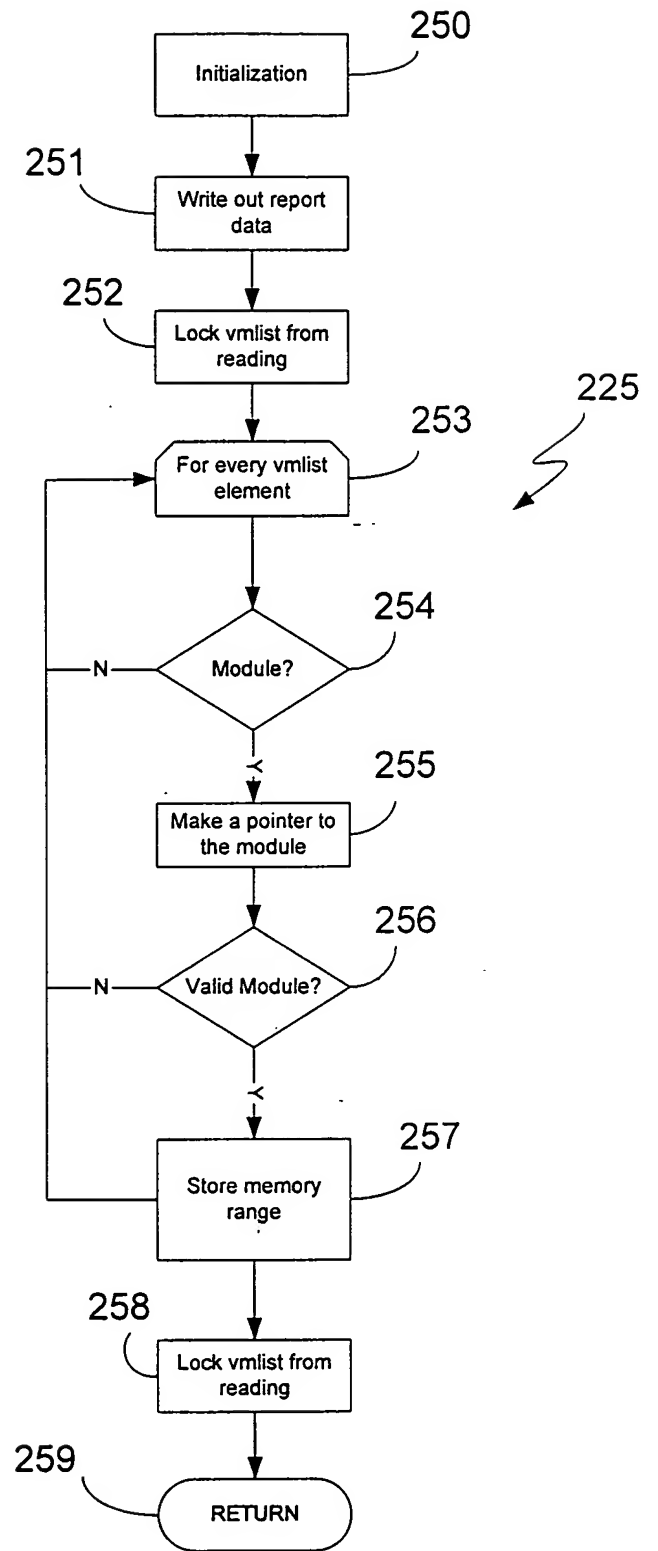 250
Initialization
251
Write out report
data
252
Lock vmlist from
reading
225
253
For every vmlist
element
254
Module?
N
Y
255
Make a pointer to
the module
256
Valid Module?
N
Y
257
Store memory
range
258
Lock vmlist from
reading
259
RETURN